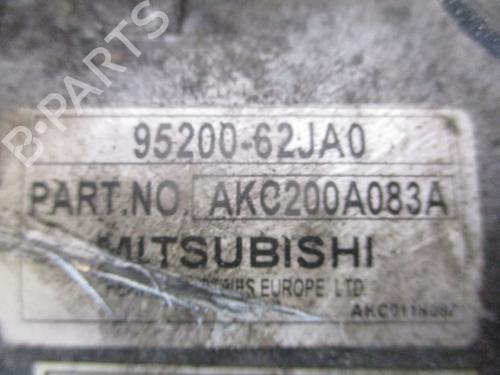 B-PARTS
95200-62JA0
PART.NO. AKC200A083A
MITSUBISHI
EUROPE. LTD.